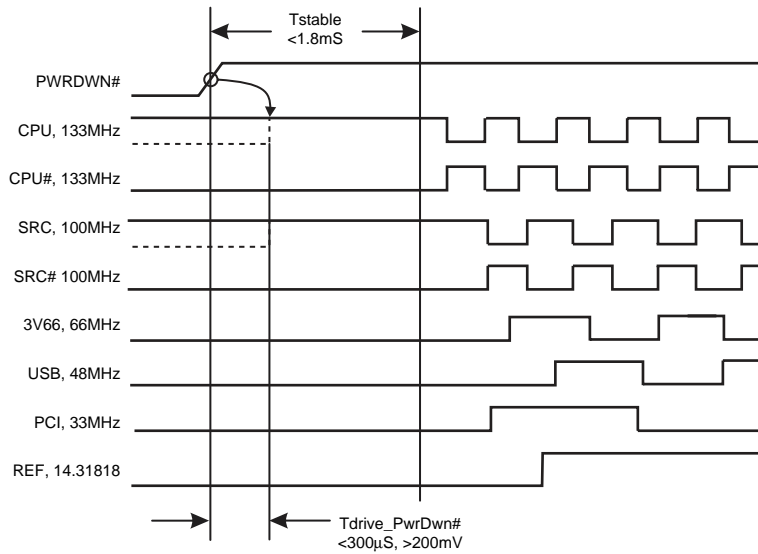 Tstable
<1.8mS
PWRDWN#
CPU, 133MHz
CPU#, 133MHz
SRC, 100MHz
SRC# 100MHz
3V66, 66MHz
USB, 48MHz
PCI, 33MHz
REF, 14.31818
Tdrive_PwrDwn#
<300μS, >200mV